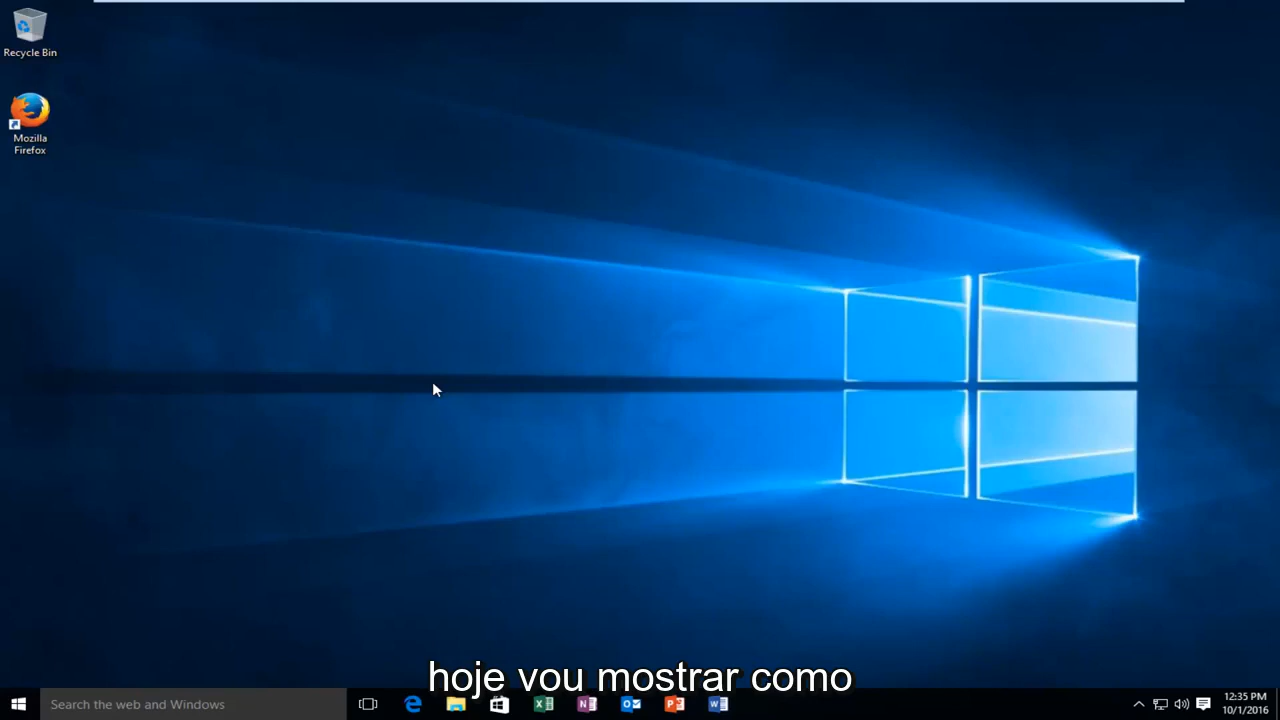 Recycle Bin
Mozilla
Firefox
hoje vou mostrar como
Search the web and Windows
12:35 PM
10/1/2016